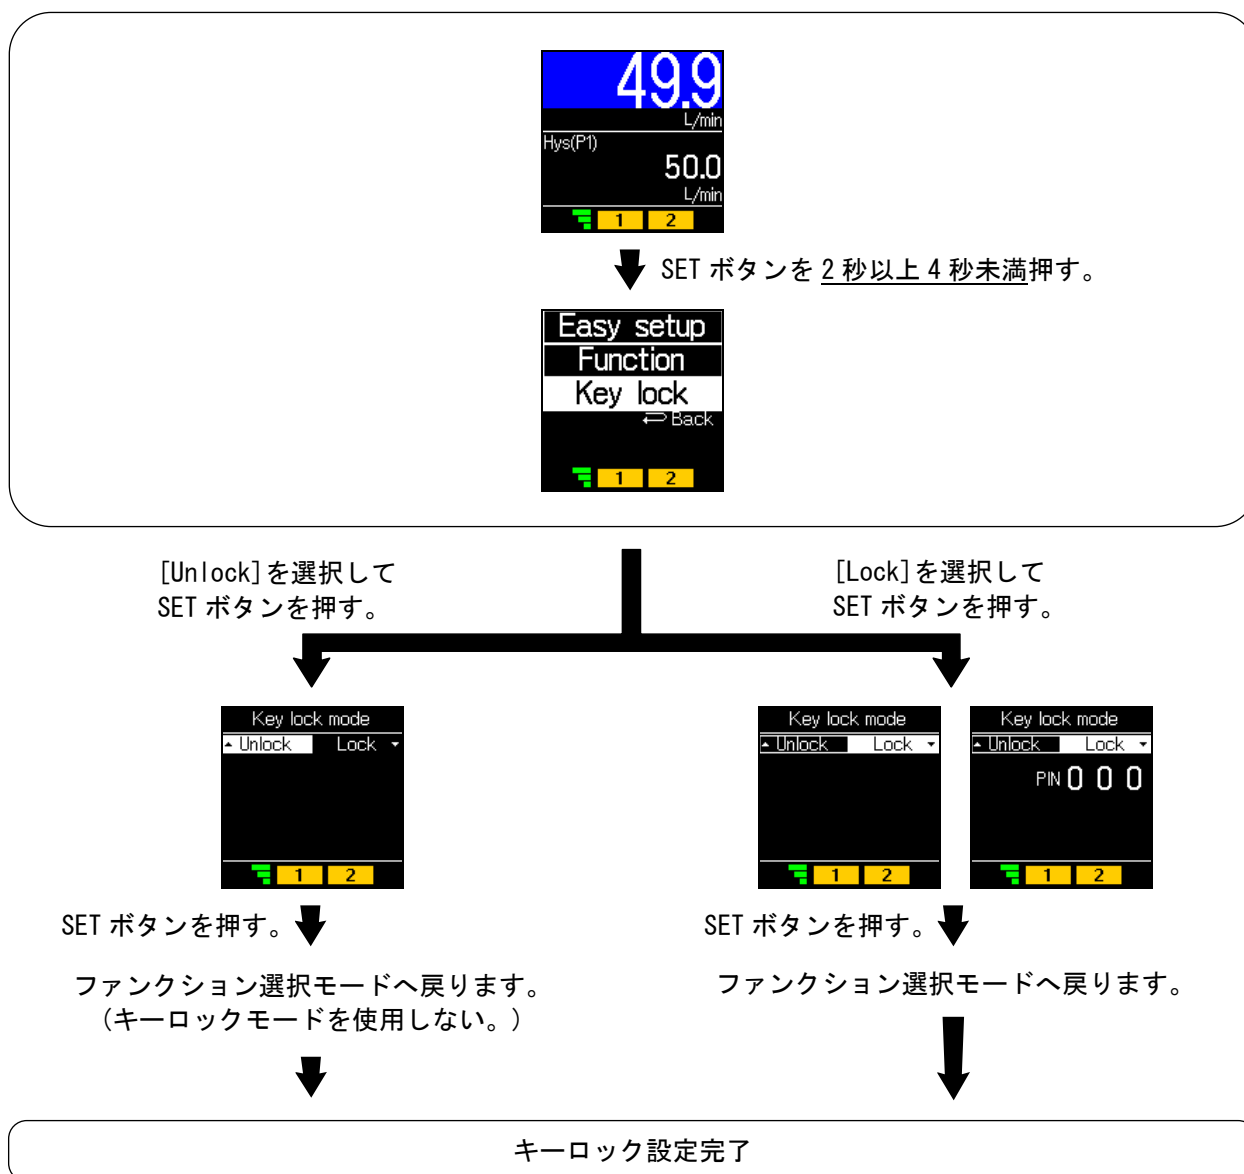 49.9
L/min
Hys(P1)
50.0
L/min
1 2
SET ボタンを 2 秒以上 4 秒未満押す。
Easy setup
Function
Key lock
Back
1 2
[Unlock]を選択して
SET ボタンを押す。
[Lock]を選択して
SET ボタンを押す。
Key lock mode
Unlock Lock
1 2
Key lock mode
Unlock Lock
1 2
Key lock mode
Unlock Lock
PIN 0 0 0
1 2
SET ボタンを押す。
SET ボタンを押す。
ファンクション選択モードへ戻ります。
(キーロックモードを使用しない。)
ファンクション選択モードへ戻ります。
キーロック設定完了